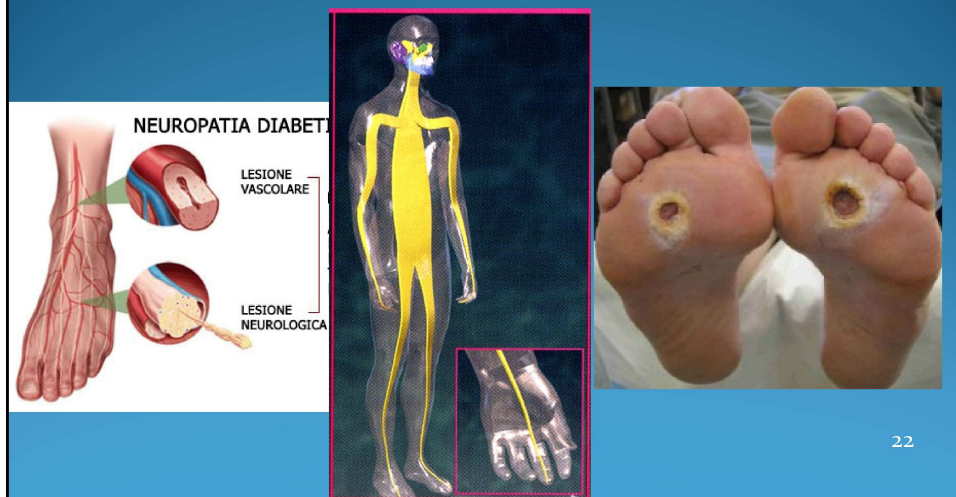 NEUROPATIA DIABETI
LESIONE
VASCOLARE
LESIONE
NEUROLOGICA
22